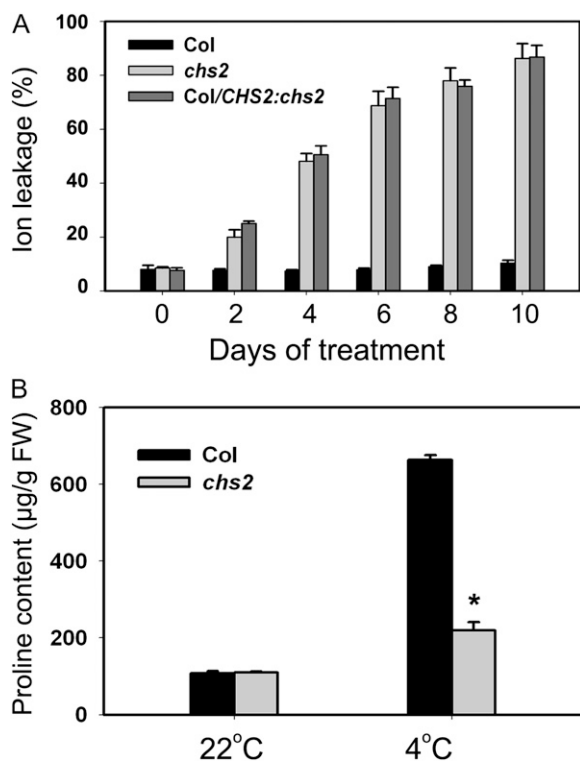 A
Ion leakage (%)
100
80
60
40
20
0
Col
chs2
Col/CHS2:chs2
0 2 4 6 8 10
Days of treatment
B
Proline content (µg/g FW)
800
600
400
200
0
Col
chs2
*
22°C 4°C